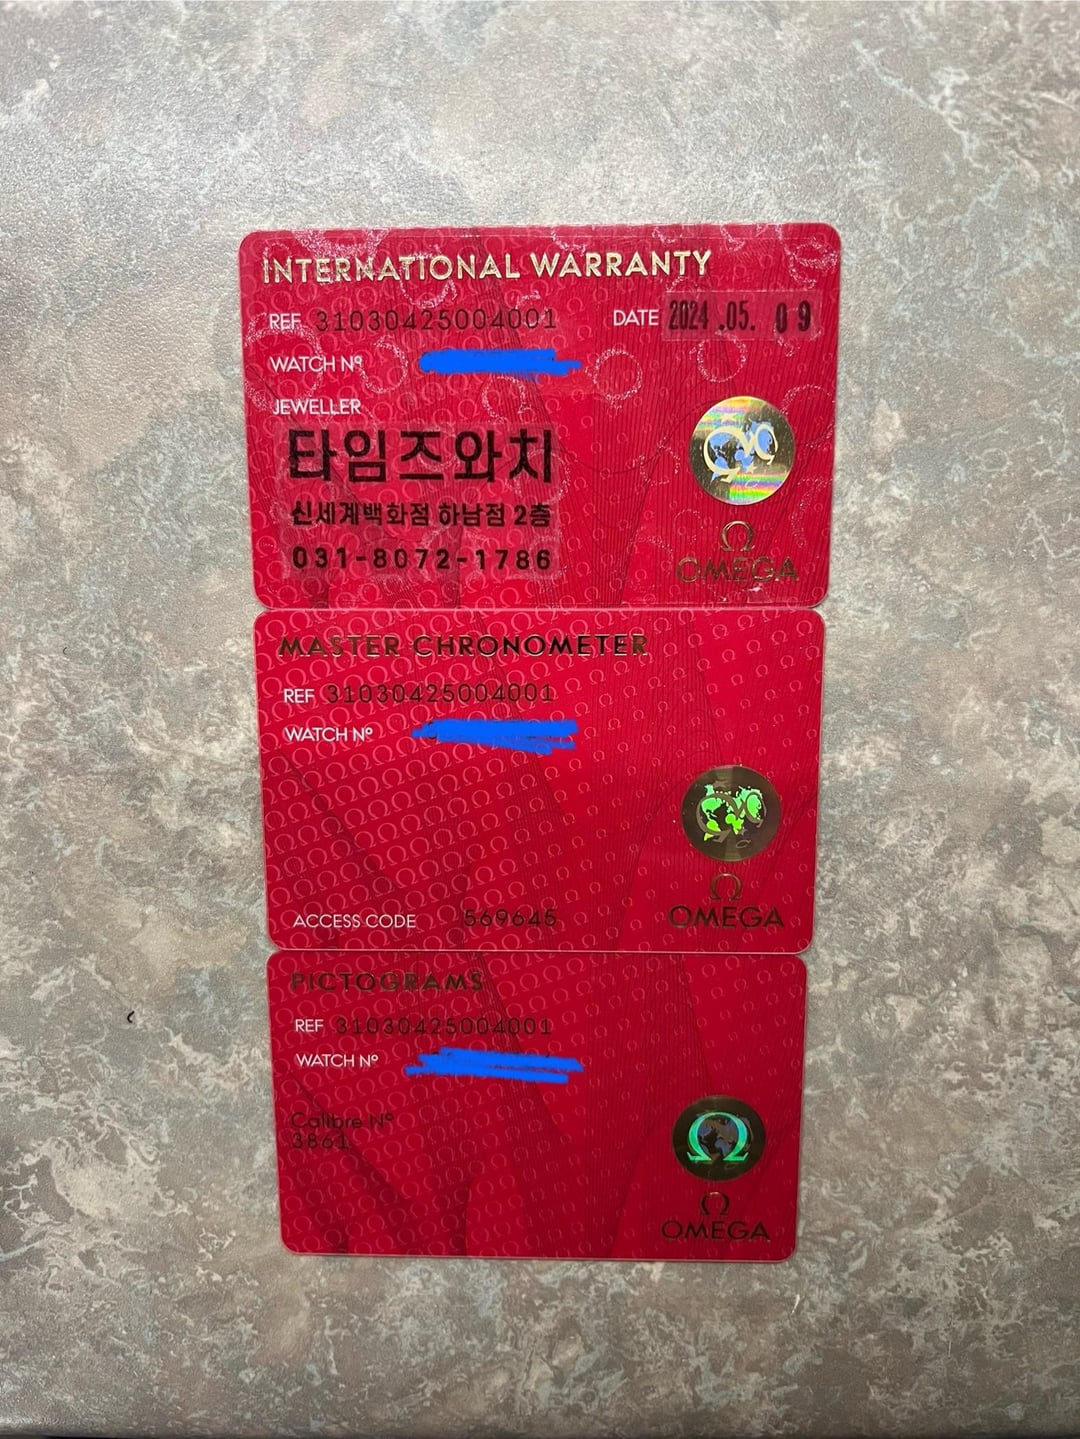 INTERNATIONAL WARRANTY
REF 31030425004001 DATE 2024 .05. 09
WATCH Nº
JEWELLER
타임즈와치
신세계백화점 하남점 2층
031-8072-1786
Ω
OMEGA
MASTER CHRONOMETER
REF 31030425004001
WATCH Nº
ACCESS CODE 569645
Ω
OMEGA
PICTOGRAMS
REF 31030425004001
WATCH Nº
Calibre Nº
3861
Ω
OMEGA